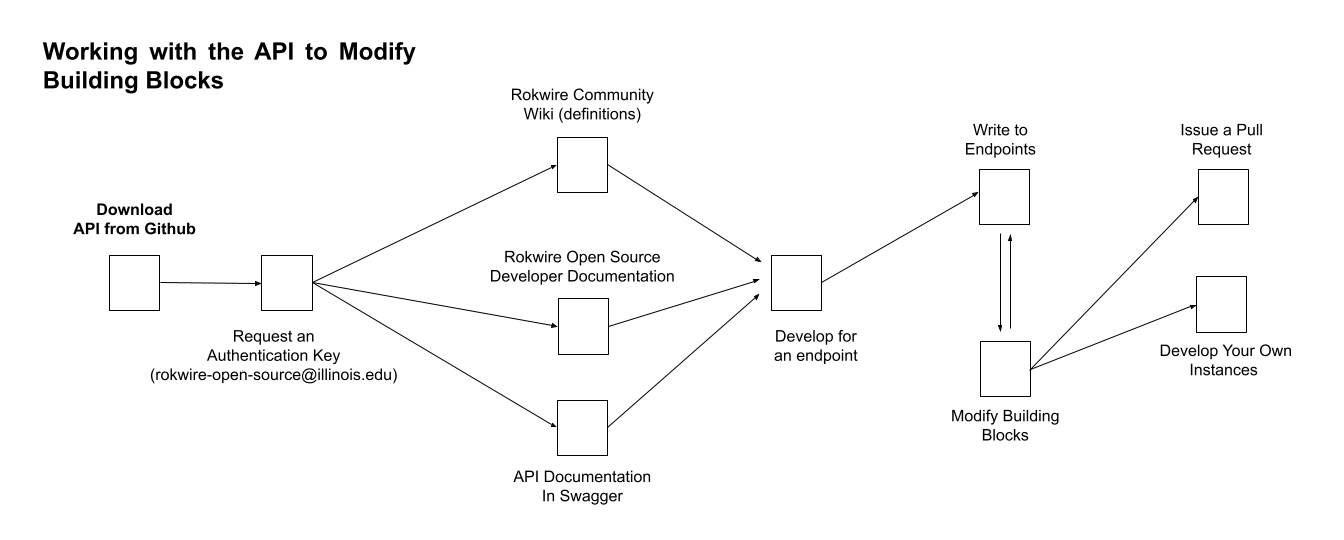 Working with the API to Modify
Building Blocks
Download
API from Github
Request an
Authentication Key
(rokwire-open-source@illinois.edu)
Rokwire Community
Wiki (definitions)
Rokwire Open Source
Developer Documentation
API Documentation
In Swagger
Develop for
an endpoint
Write to
Endpoints
Modify Building
Blocks
Issue a Pull
Request
Develop Your Own
Instances